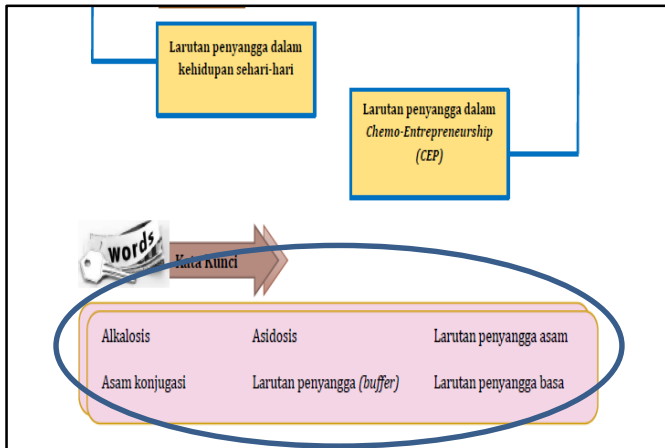 Larutan penyangga dalam
kehidupan sehari-hari
Larutan penyangga dalam
Chemo-Entrepreneurship
(CEP)
words
Kata Kunci
Alkalosis Asidosis Larutan penyangga asam
Asam konjugasi Larutan penyangga (buffer) Larutan penyangga basa